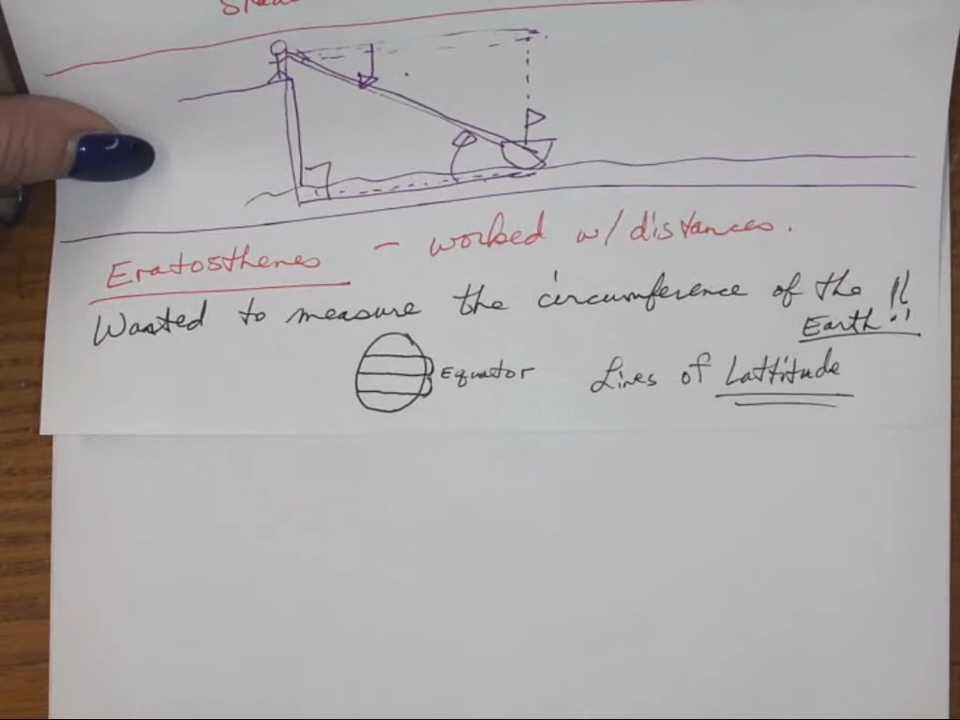 Eratosthenes - worked w/ distances.
Wanted to measure the circumference of the
Earth!!
Equator Lines of Lattitude